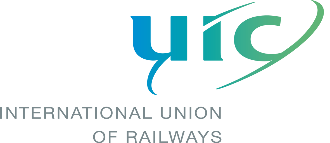 uic
INTERNATIONAL UNION
OF RAILWAYS